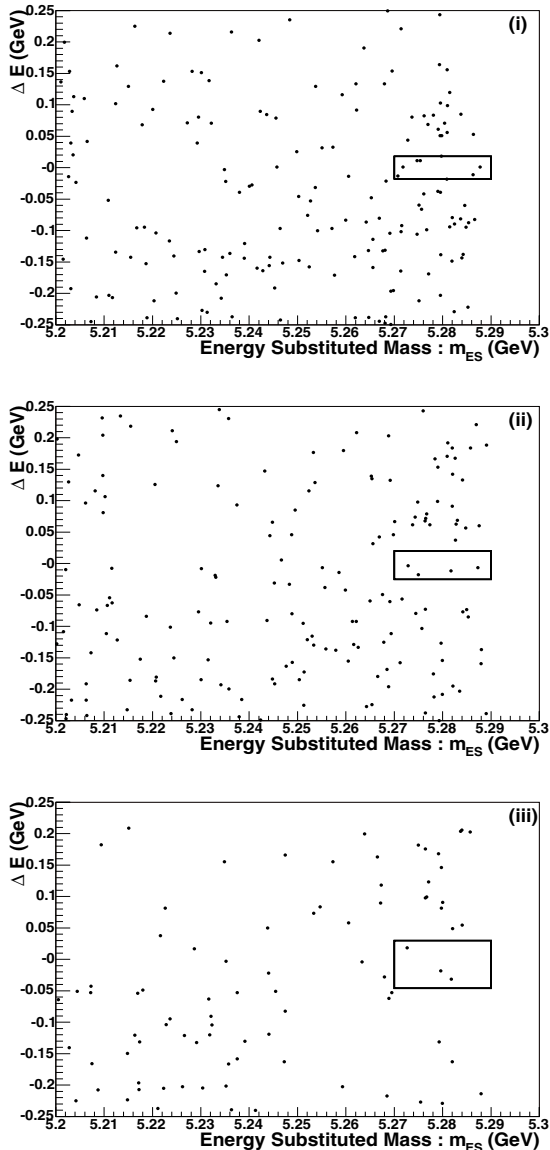 (i)
Δ E (GeV)
0.25
0.2
0.15
0.1
0.05
-0
-0.05
-0.1
-0.15
-0.2
-0.25
5.2 5.21 5.22 5.23 5.24 5.25 5.26 5.27 5.28 5.29 5.3
Energy Substituted Mass : mES (GeV)
(ii)
Δ E (GeV)
0.25
0.2
0.15
0.1
0.05
-0
-0.05
-0.1
-0.15
-0.2
-0.25
5.2 5.21 5.22 5.23 5.24 5.25 5.26 5.27 5.28 5.29 5.3
Energy Substituted Mass : mES (GeV)
(iii)
Δ E (GeV)
0.25
0.2
0.15
0.1
0.05
-0
-0.05
-0.1
-0.15
-0.2
-0.25
5.2 5.21 5.22 5.23 5.24 5.25 5.26 5.27 5.28 5.29 5.3
Energy Substituted Mass : mES (GeV)